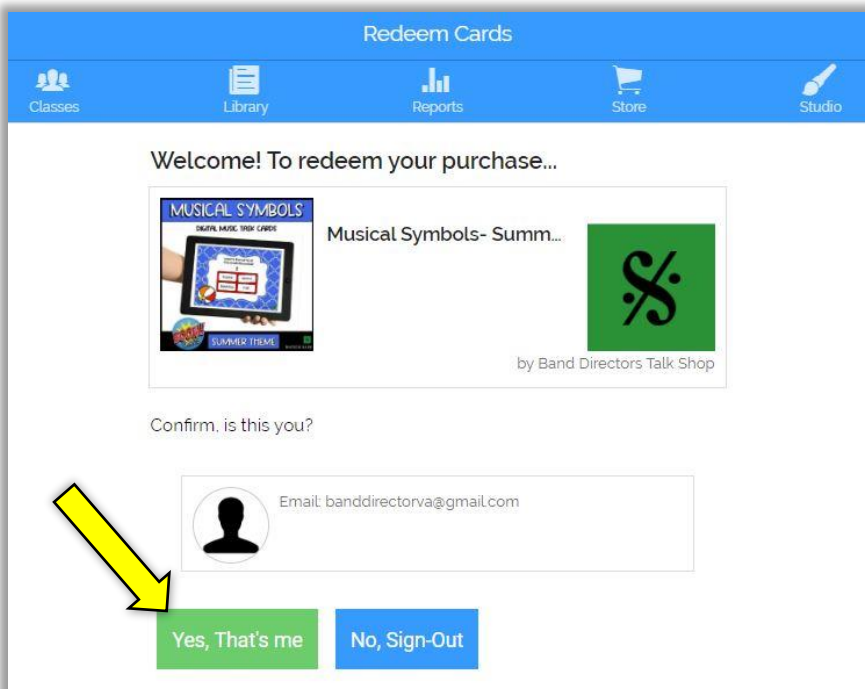 Redeem Cards
Classes Library Reports Store Studio
Welcome! To redeem your purchase...
MUSICAL SYMBOLS
DIGITAL MUSIC TASK CARDS
Musical Symbols- Summ...
BOOM
SUMMER THEME
by Band Directors Talk Shop
Confirm, is this you?
Email: banddirectorva@gmail.com
Yes, That's me No, Sign-Out